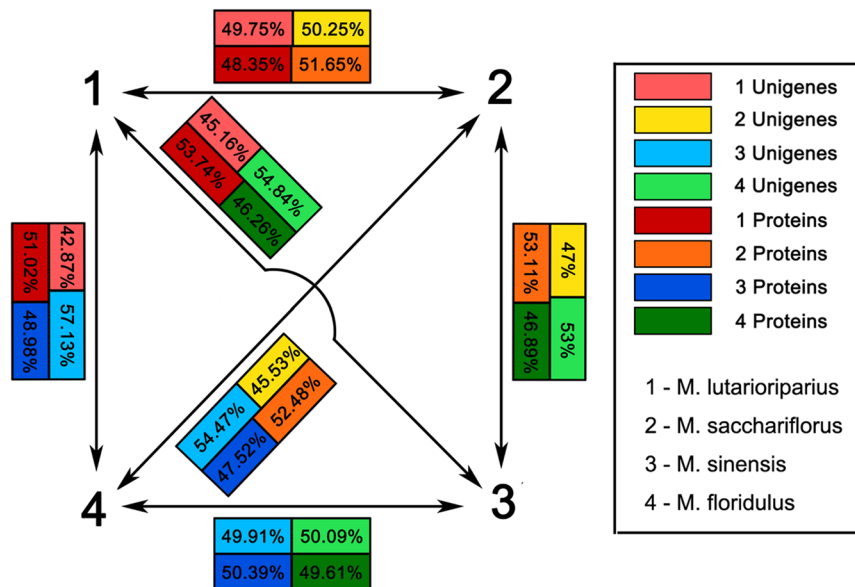 49.75% 50.25%
48.35% 51.65%
1
2
45.16%
54.84%
53.74%
46.26%
51.02% 42.87%
48.98% 57.13%
53.11% 47%
46.89% 53%
45.53%
54.47%
52.48%
47.52%
4
3
49.91% 50.09%
50.39% 49.61%
1 Unigenes
2 Unigenes
3 Unigenes
4 Unigenes
1 Proteins
2 Proteins
3 Proteins
4 Proteins
1 - M. lutarioriparius
2 - M. sacchariflorus
3 - M. sinensis
4 - M. floridulus